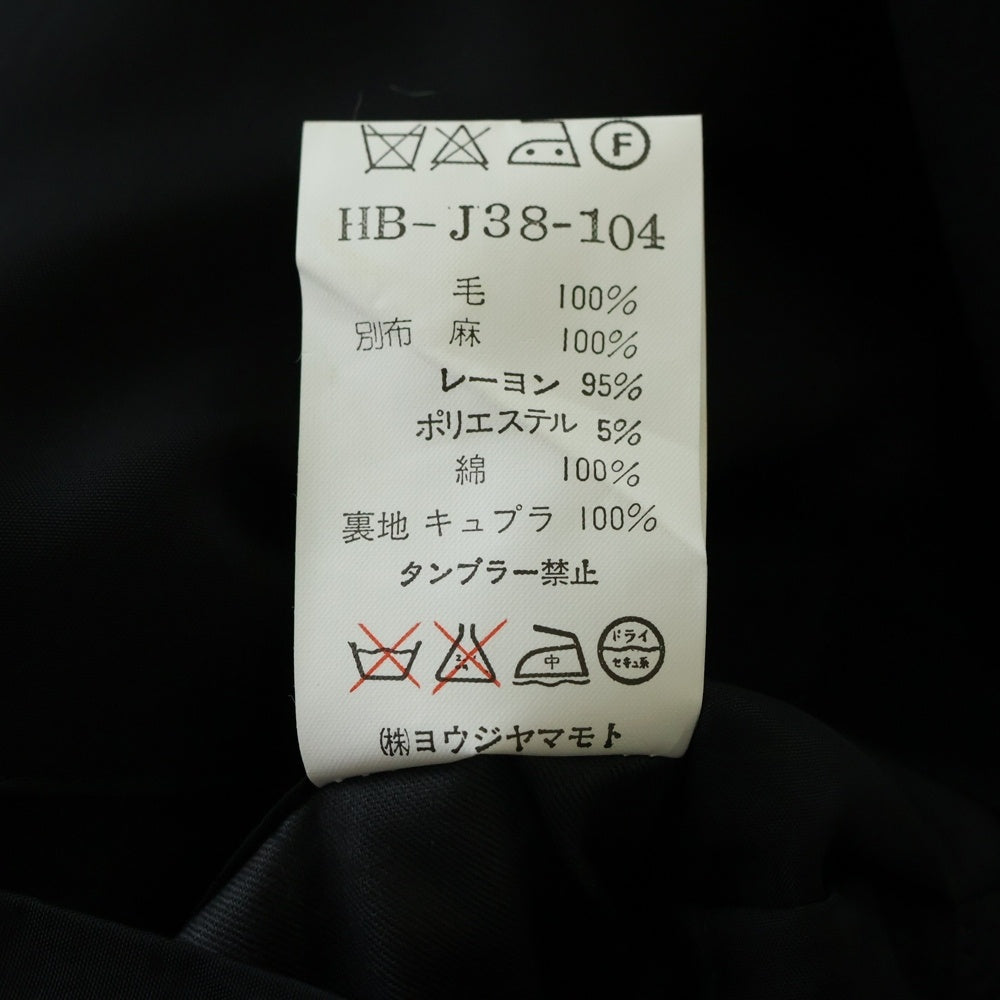 F
HB-J38-104
毛 100%
別布 麻 100%
レーヨン 95%
ポリエステル 5%
綿 100%
裏地 キュプラ 100%
タンブラー禁止
中 ドライ
セキュ系
㈱ヨウジヤマモト